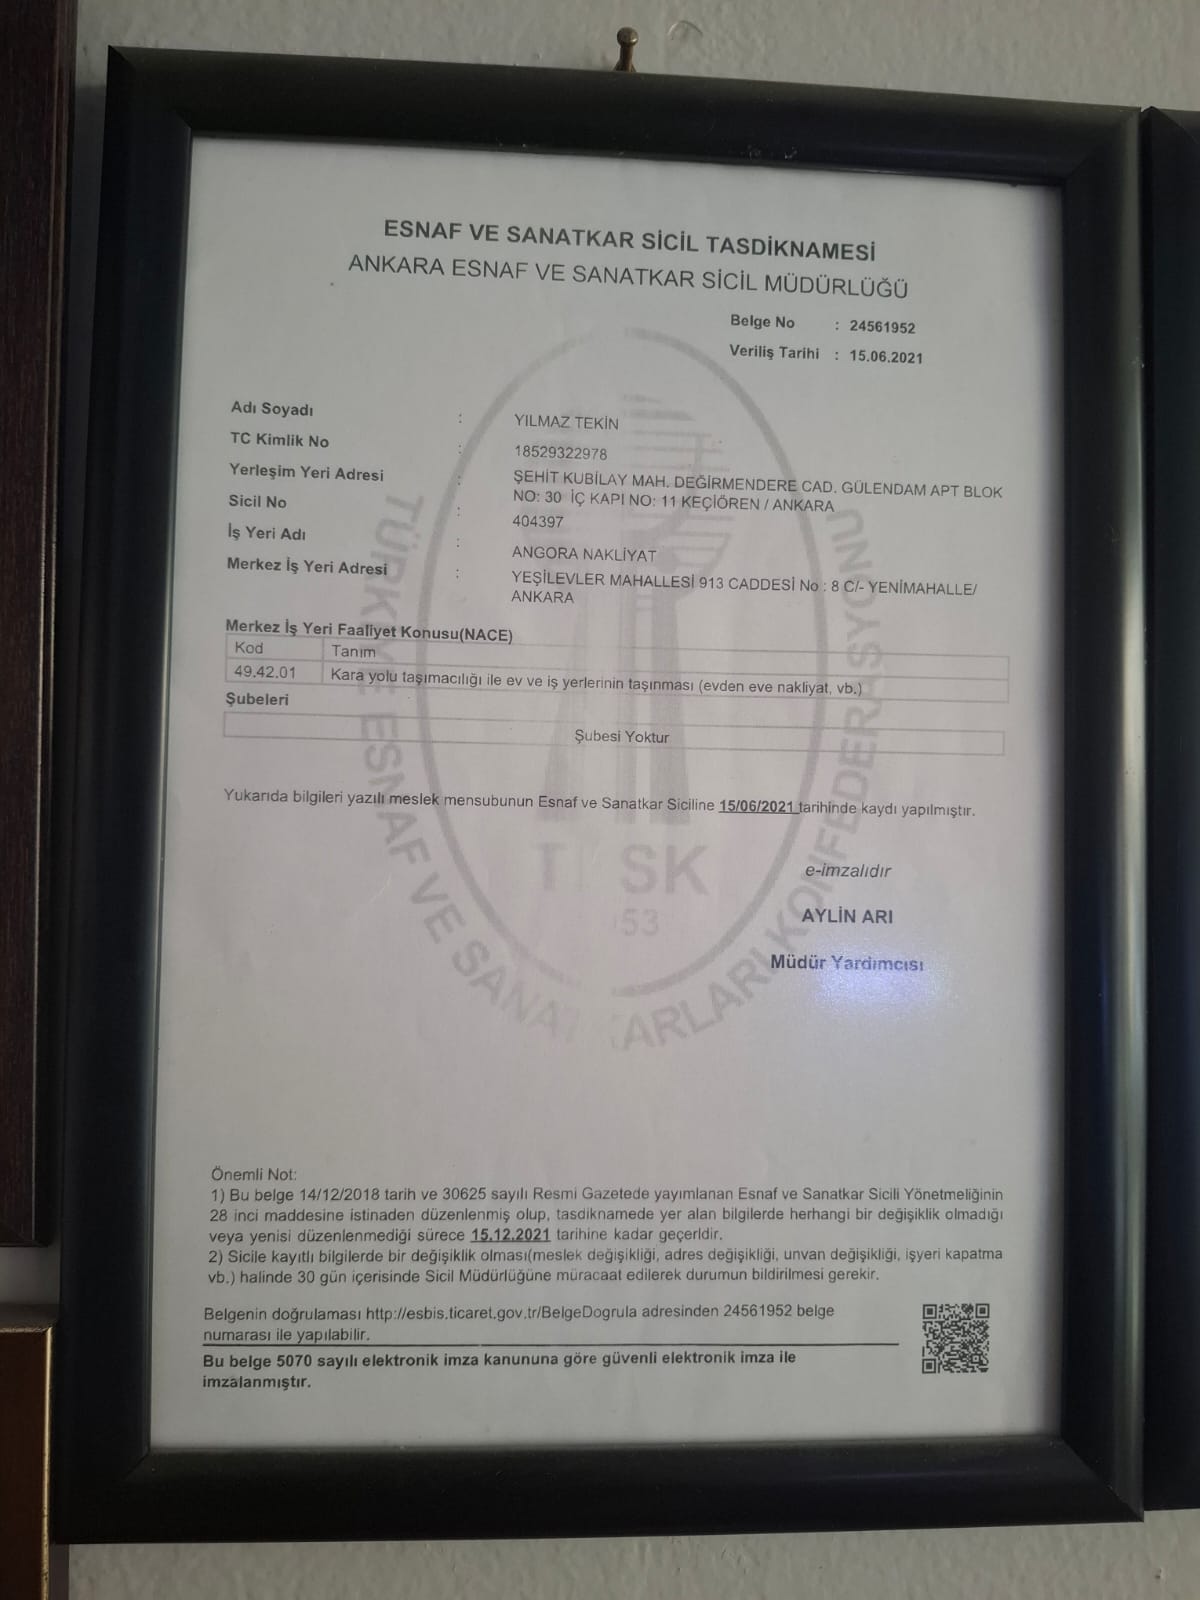 ESNAF VE SANATKAR SİCİL TASDİKNAMESİ
ANKARA ESNAF VE SANATKAR SİCİL MÜDÜRLÜĞÜ
Belge No : 24561952
Veriliş Tarihi : 15.06.2021
Adı Soyadı : YILMAZ TEKİN
TC Kimlik No : 18529322978
Yerleşim Yeri Adresi : ŞEHİT KUBİLAY MAH. DEĞİRMENDERE CAD. GÜLENDAM APT BLOK
NO: 30 İÇ KAPI NO: 11 KEÇİÖREN / ANKARA
Sicil No : 404397
İş Yeri Adı : ANGORA NAKLİYAT
Merkez İş Yeri Adresi : YEŞİLEVLER MAHALLESİ 913 CADDESİ No : 8 C/- YENİMAHALLE/
ANKARA
Merkez İş Yeri Faaliyet Konusu(NACE)
Kod Tanım
49.42.01 Kara yolu taşımacılığı ile ev ve iş yerlerinin taşınması (evden eve nakliyat, vb.)
Şubeleri
Şubesi Yoktur
Yukarıda bilgileri yazılı meslek mensubunun Esnaf ve Sanatkar Siciline 15/06/2021 tarihinde kaydı yapılmıştır.
e-imzalıdır
AYLİN ARI
Müdür Yardımcısı
TÜRKİYE ESNAF VE SANATKARLARI KONFEDERASYONU
T SK
53
Önemli Not:
1) Bu belge 14/12/2018 tarih ve 30625 sayılı Resmi Gazetede yayımlanan Esnaf ve Sanatkar Sicili Yönetmeliğinin
28 inci maddesine istinaden düzenlenmiş olup, tasdiknamede yer alan bilgilerde herhangi bir değişiklik olmadığı
veya yenisi düzenlenmediği sürece 15.12.2021 tarihine kadar geçerldir.
2) Sicile kayıtlı bilgilerde bir değişiklik olması(meslek değişikliği, adres değişikliği, unvan değişikliği, işyeri kapatma
vb.) halinde 30 gün içerisinde Sicil Müdürlüğüne müracaat edilerek durumun bildirilmesi gerekir.
Belgenin doğrulaması http://esbis.ticaret.gov.tr/BelgeDogrula adresinden 24561952 belge
numarası ile yapılabilir.
Bu belge 5070 sayılı elektronik imza kanununa göre güvenli elektronik imza ile
imzalanmıştır.